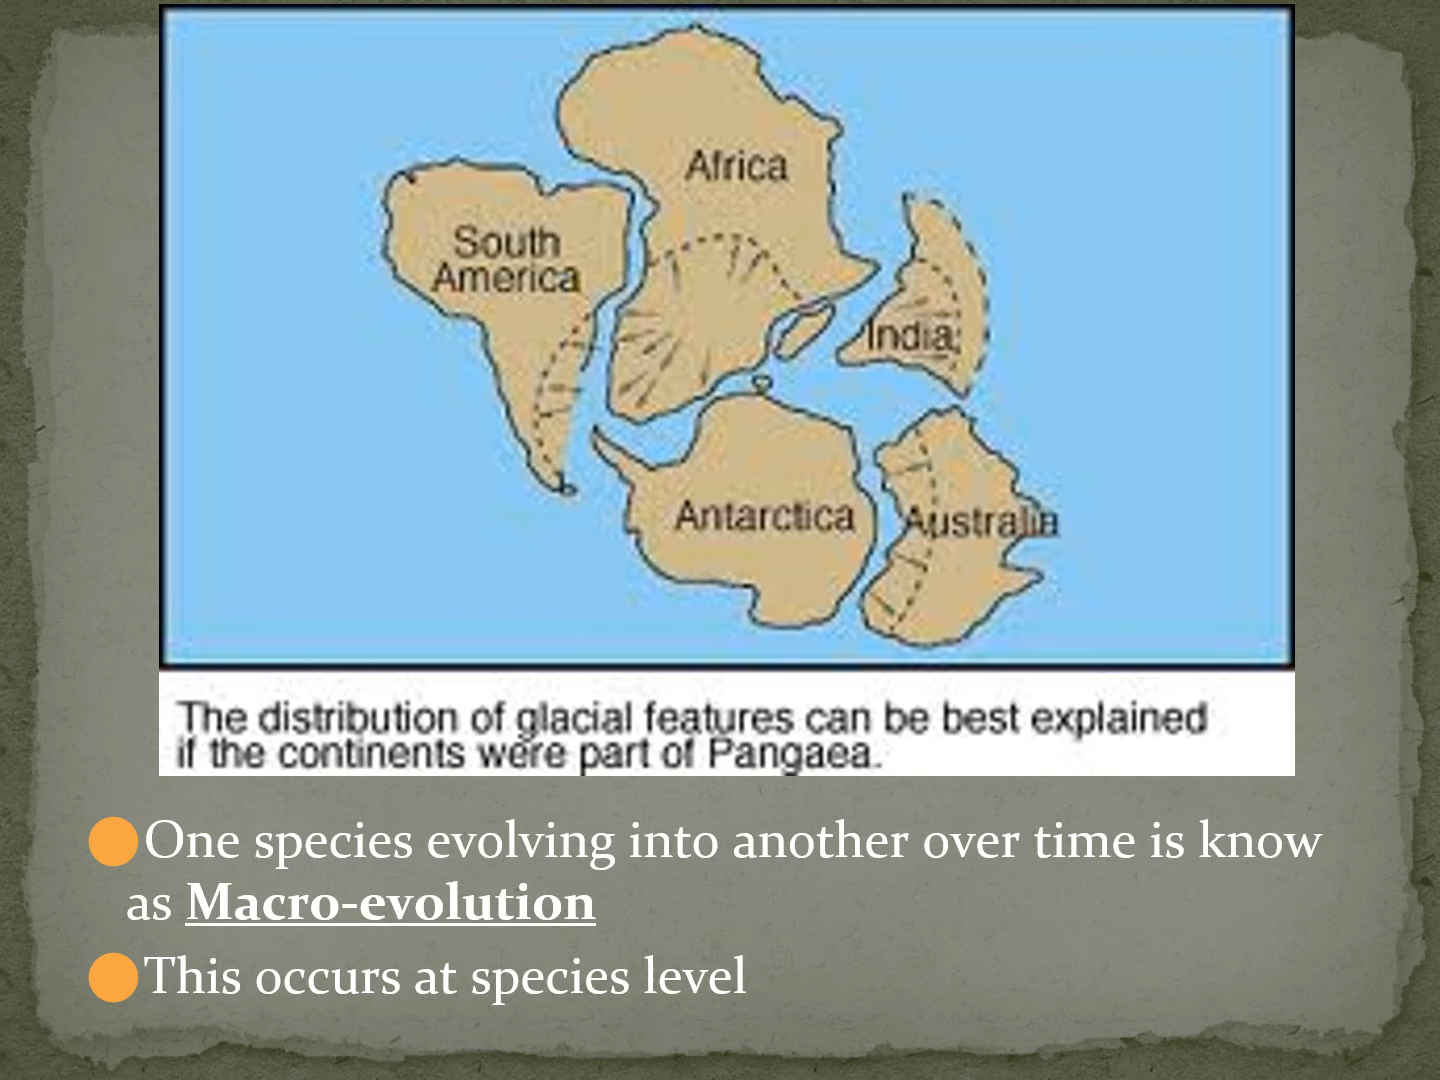 Africa
South
America
India
Antarctica
Australia
The distribution of glacial features can be best explained
if the continents were part of Pangaea.
One species evolving into another over time is know
as Macro-evolution
This occurs at species level